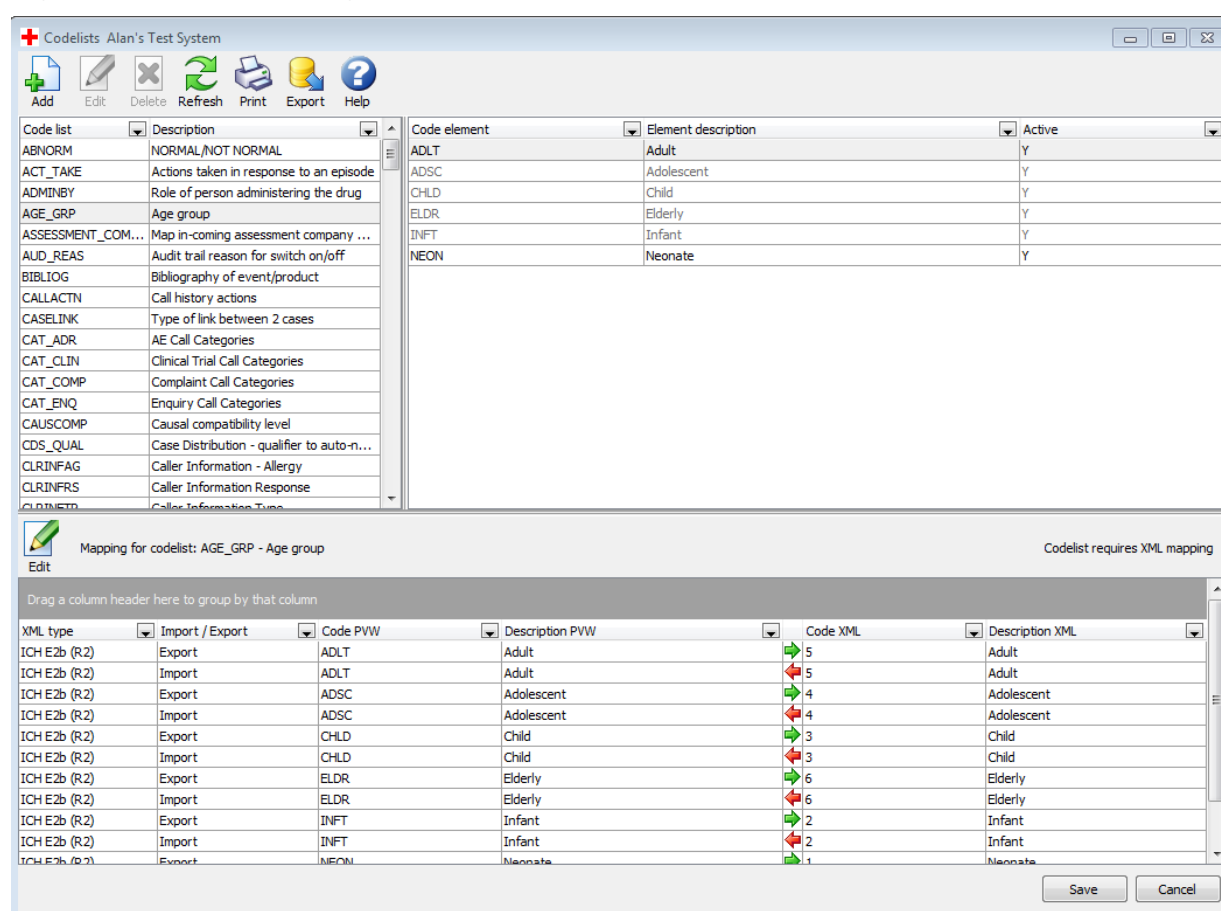 Codelists Alan's Test System
Add Edit Delete Refresh Print Export Help
Code list Description
ABNORM NORMAL/NOT NORMAL
ACT_TAKE Actions taken in response to an episode
ADMINBY Role of person administering the drug
AGE_GRP Age group
ASSESSMENT_COM... Map in-coming assessment company ...
AUD_REAS Audit trail reason for switch on/off
BIBLIOG Bibliography of event/product
CALLACTN Call history actions
CASELINK Type of link between 2 cases
CAT_ADR AE Call Categories
CAT_CLIN Clinical Trial Call Categories
CAT_COMP Complaint Call Categories
CAT_ENQ Enquiry Call Categories
CAUSCOMP Causal compatibility level
CDS_QUAL Case Distribution - qualifier to auto-n...
CLRINFAG Caller Information - Allergy
CLRINFRS Caller Information Response
CLRINFTP Caller Information Type
Code element Element description Active
ADLT Adult Y
ADSC Adolescent Y
CHLD Child Y
ELDR Elderly Y
INFT Infant Y
NEON Neonate Y
Edit
Mapping for codelist: AGE_GRP - Age group
Codelist requires XML mapping
Drag a column header here to group by that column
XML type Import / Export Code PVW Description PVW Code XML Description XML
ICH E2b (R2) Export ADLT Adult 5 Adult
ICH E2b (R2) Import ADLT Adult 5 Adult
ICH E2b (R2) Export ADSC Adolescent 4 Adolescent
ICH E2b (R2) Import ADSC Adolescent 4 Adolescent
ICH E2b (R2) Export CHLD Child 3 Child
ICH E2b (R2) Import CHLD Child 3 Child
ICH E2b (R2) Export ELDR Elderly 6 Elderly
ICH E2b (R2) Import ELDR Elderly 6 Elderly
ICH E2b (R2) Export INFT Infant 2 Infant
ICH E2b (R2) Import INFT Infant 2 Infant
ICH E2b (R2) Export NEON Neonate 1 Neonate
Save Cancel